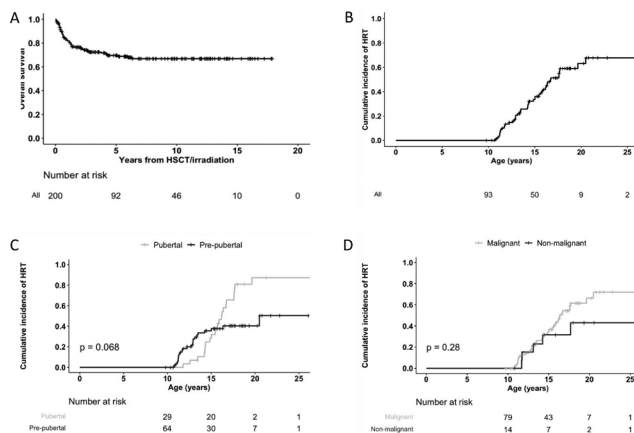 A
Overall survival
1.0
0.8
0.6
0.4
0.2
0.0
0 5 10 15 20
Years from HSCT/irradiation
Number at risk
All 200 92 46 10 0
B
Cumulative incidence of HRT
1.0
0.8
0.6
0.4
0.2
0.0
0 5 10 15 20 25
Age (years)
Number at risk
All 93 50 9 2
C
Pubertal Pre-pubertal
Cumulative incidence of HRT
1.0
0.8
0.6
0.4
0.2
0.0
p = 0.068
0 5 10 15 20 25
Age (years)
Number at risk
Pubertal 29 20 2 1
Pre-pubertal 64 30 7 1
D
Malignant Non-malignant
Cumulative incidence of HRT
1.0
0.8
0.6
0.4
0.2
0.0
p = 0.28
0 5 10 15 20 25
Age (years)
Number at risk
Malignant 79 43 7 1
Non-malignant 14 7 2 1